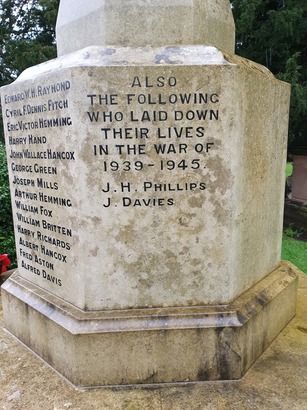 Edward W.H. Raymond
Cyril F. Dennis Fitch
Eric Victor Hemming
Harry Hand
John Wallace Hancox
George Green
Joseph Mills
Arthur Hemming
William Fox
William Britten
Harry Richards
Albert Hancox
Fred Aston
Alfred Davis
ALSO
THE FOLLOWING
WHO LAID DOWN
THEIR LIVES
IN THE WAR OF
1939-1945.
J. H. Phillips
J. Davies